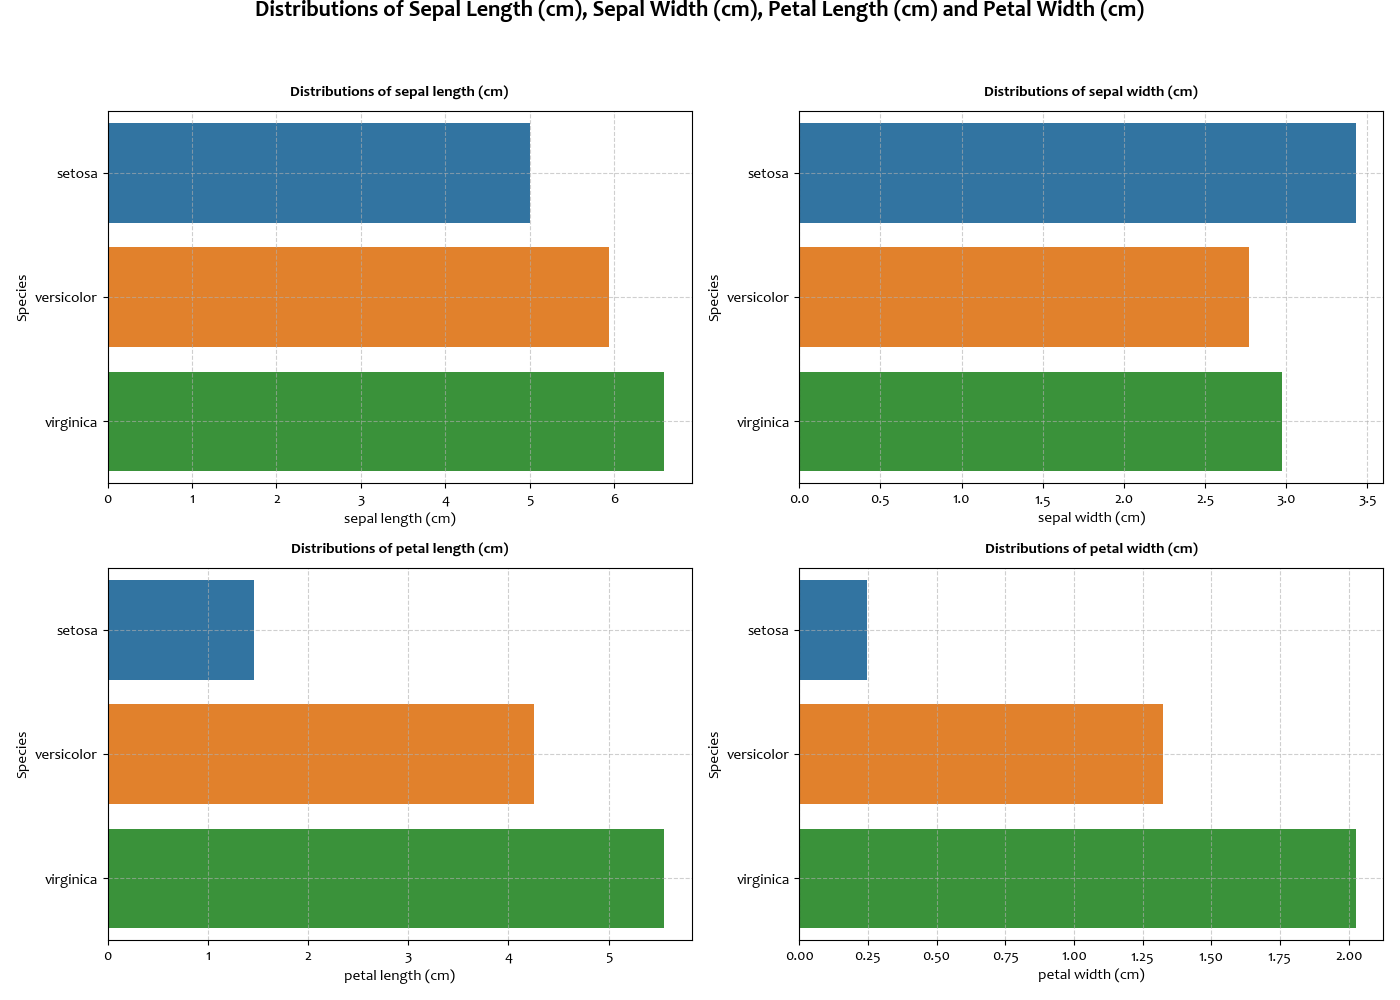 Distributions of Sepal Length (cm), Sepal Width (cm), Petal Length (cm) and Petal Width (cm)
Distributions of sepal length (cm)
Species
setosa
versicolor
virginica
0 1 2 3 4 5 6
sepal length (cm)
Distributions of sepal width (cm)
Species
setosa
versicolor
virginica
0.0 0.5 1.0 1.5 2.0 2.5 3.0 3.5
sepal width (cm)
Distributions of petal length (cm)
Species
setosa
versicolor
virginica
0 1 2 3 4 5
petal length (cm)
Distributions of petal width (cm)
Species
setosa
versicolor
virginica
0.00 0.25 0.50 0.75 1.00 1.25 1.50 1.75 2.00
petal width (cm)